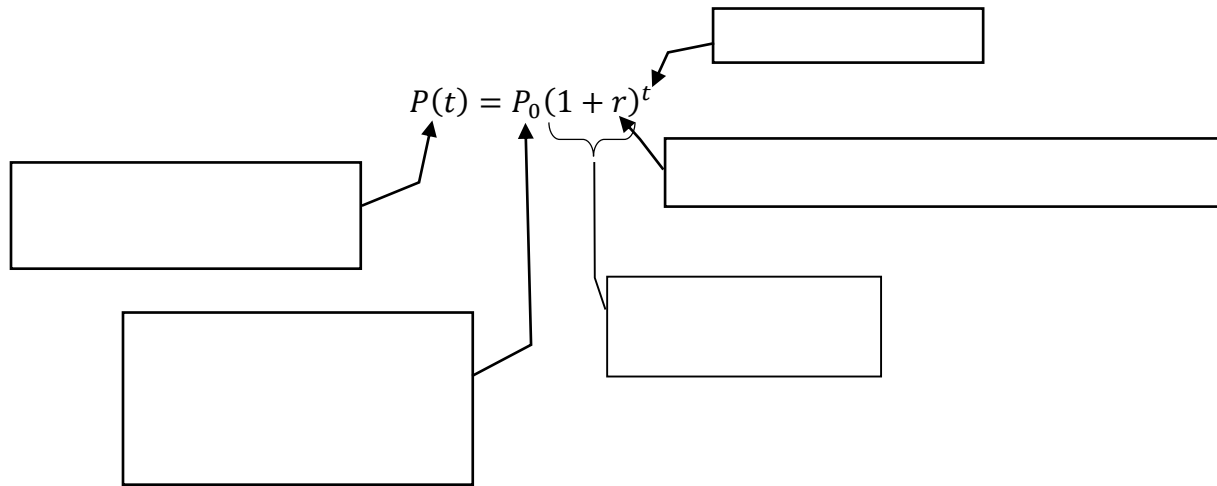 𝑃(𝑡) = 𝑃₀(1 + 𝑟)ᵗ